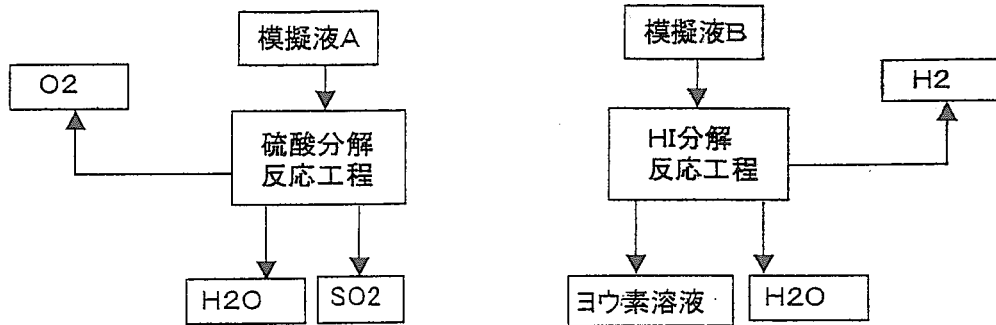 模擬液A
O2
硫酸分解
反応工程
H2O
SO2
模擬液B
H2
HI分解
反応工程
ヨウ素溶液
H2O